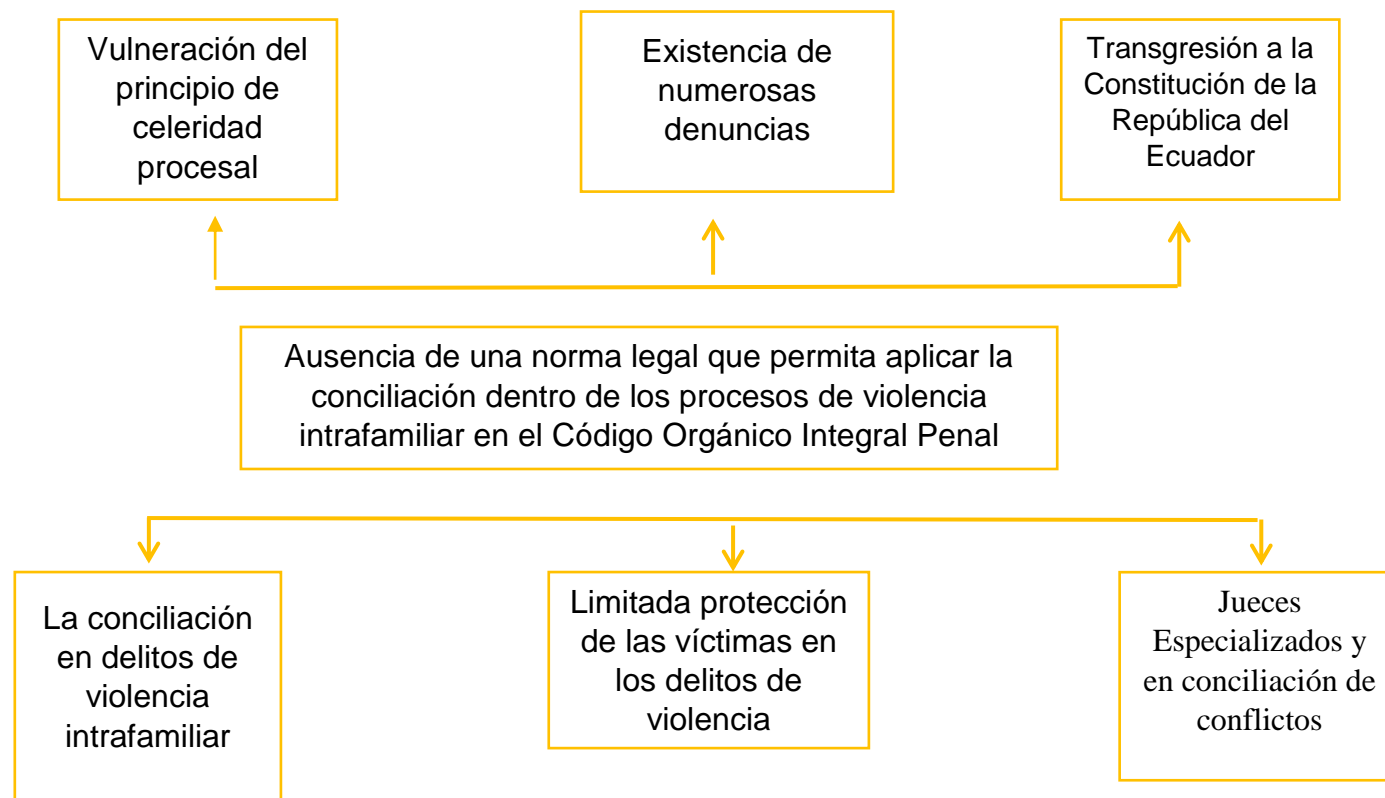 Vulneración del
principio de
celeridad
procesal
Existencia de
numerosas
denuncias
Transgresión a la
Constitución de la
República del
Ecuador
Ausencia de una norma legal que permita aplicar la
conciliación dentro de los procesos de violencia
intrafamiliar en el Código Orgánico Integral Penal
La conciliación
en delitos de
violencia
intrafamiliar
Limitada protección
de las víctimas en
los delitos de
violencia
Jueces
Especializados y
en conciliación de
conflictos